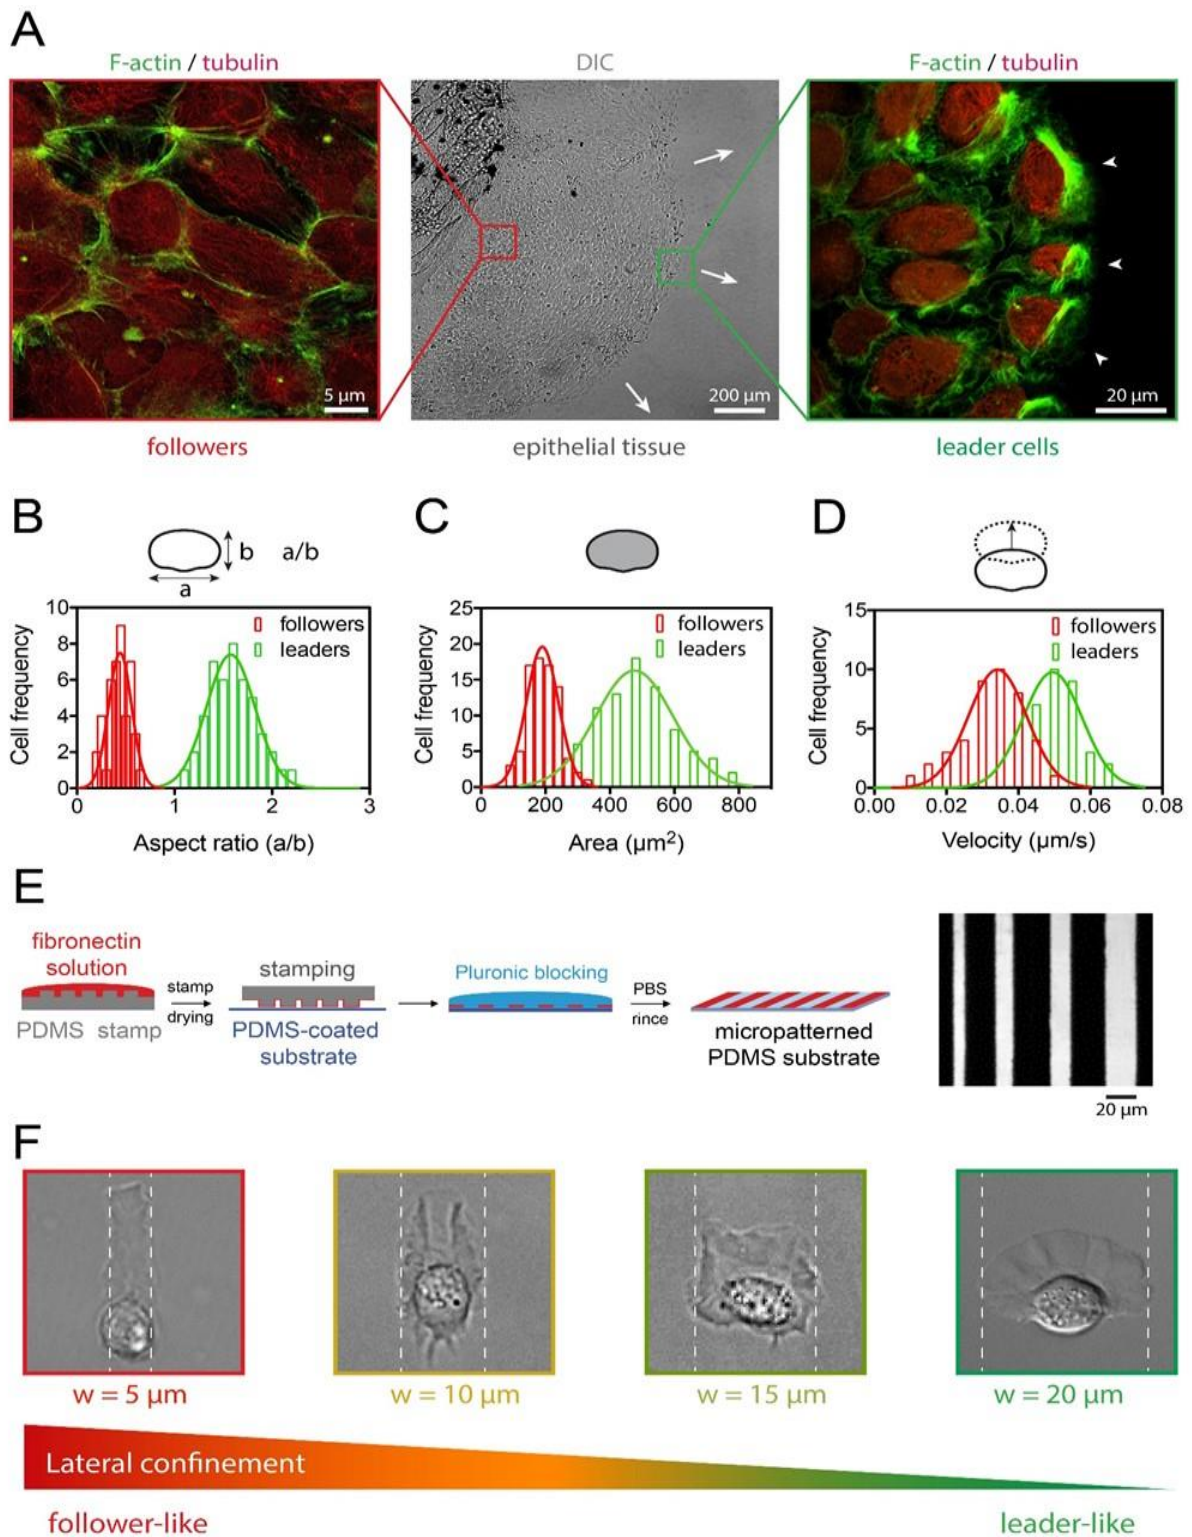 A
F-actin / tubulin
DIC
F-actin / tubulin
5 µm
200 µm
20 µm
followers
epithelial tissue
leader cells
B
b
a/b
a
followers
leaders
Cell frequency
10
8
6
4
2
0
0
1
2
3
Aspect ratio (a/b)
C
followers
leaders
Cell frequency
25
20
15
10
5
0
0
200
400
600
800
Area (µm²)
D
followers
leaders
Cell frequency
15
10
5
0
0.00
0.02
0.04
0.06
0.08
Velocity (µm/s)
E
fibronectin
solution
PDMS stamp
stamp
drying
stamping
PDMS-coated
substrate
Pluronic blocking
PBS
rince
micropatterned
PDMS substrate
20 µm
F
w = 5 µm
w = 10 µm
w = 15 µm
w = 20 µm
Lateral confinement
follower-like
leader-like